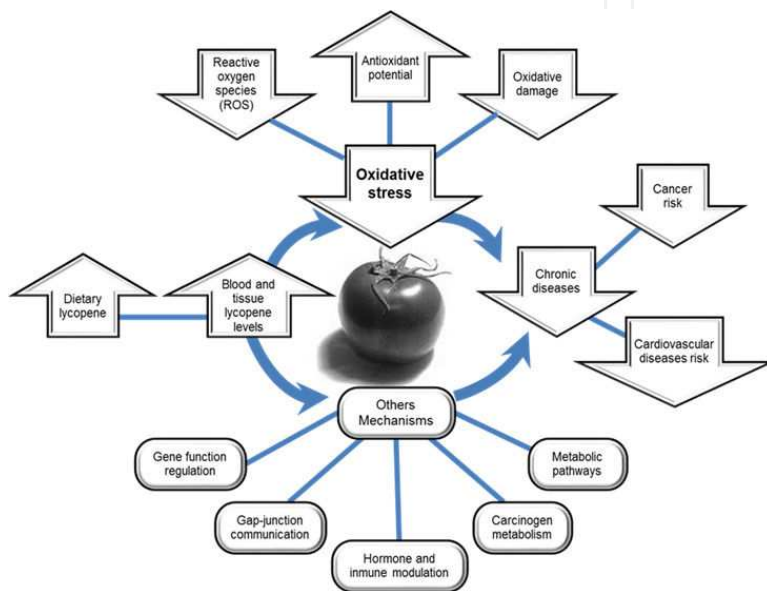 Reactive
oxygen
species
(ROS)
Antioxidant
potential
Oxidative
damage
Oxidative
stress
Cancer
risk
Dietary
lycopene
Blood and
tissue
lycopene
levels
Chronic
diseases
Cardiovascular
diseases risk
Others
Mechanisms
Gene function
regulation
Metabolic
pathways
Gap-junction
communication
Carcinogen
metabolism
Hormone and
inmune modulation